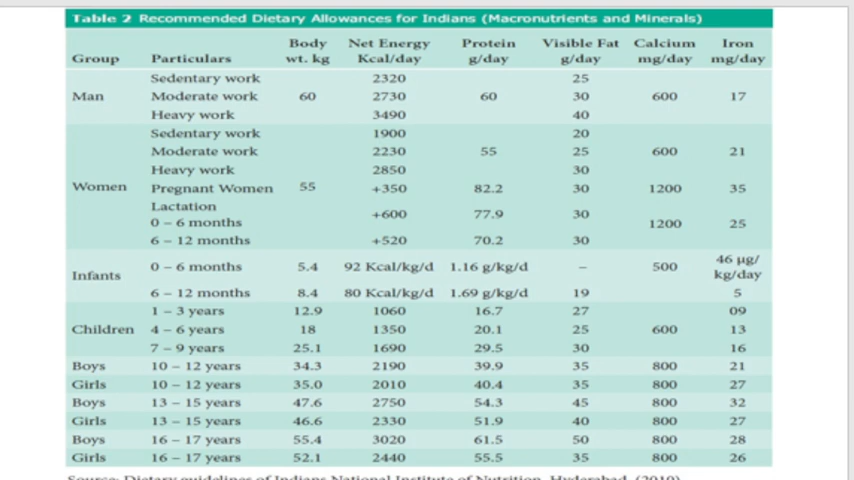 Table 2 Recommended Dietary Allowances for Indians (Macronutrients and Minerals)
Group Particulars Body wt. kg Net Energy Kcal/day Protein g/day Visible Fat g/day Calcium mg/day Iron mg/day
Sedentary work 2320 25
Man Moderate work 60 2730 60 30 600 17
Heavy work 3490 40
Sedentary work 1900 20
Moderate work 2230 55 25 600 21
Heavy work 2850 30
Women Pregnant Women 55 +350 82.2 30 1200 35
Lactation
0 – 6 months +600 77.9 30 1200 25
6 – 12 months +520 70.2 30
Infants 0 – 6 months 5.4 92 Kcal/kg/d 1.16 g/kg/d – 500 46 µg/kg/day
6 – 12 months 8.4 80 Kcal/kg/d 1.69 g/kg/d 19 5
1 – 3 years 12.9 1060 16.7 27 09
Children 4 – 6 years 18 1350 20.1 25 600 13
7 – 9 years 25.1 1690 29.5 30 16
Boys 10 – 12 years 34.3 2190 39.9 35 800 21
Girls 10 – 12 years 35.0 2010 40.4 35 800 27
Boys 13 – 15 years 47.6 2750 54.3 45 800 32
Girls 13 – 15 years 46.6 2330 51.9 40 800 27
Boys 16 – 17 years 55.4 3020 61.5 50 800 28
Girls 16 – 17 years 52.1 2440 55.5 35 800 26
Source: Dietary guidelines of Indians National Institute of Nutrition, Hyderabad, (2010)